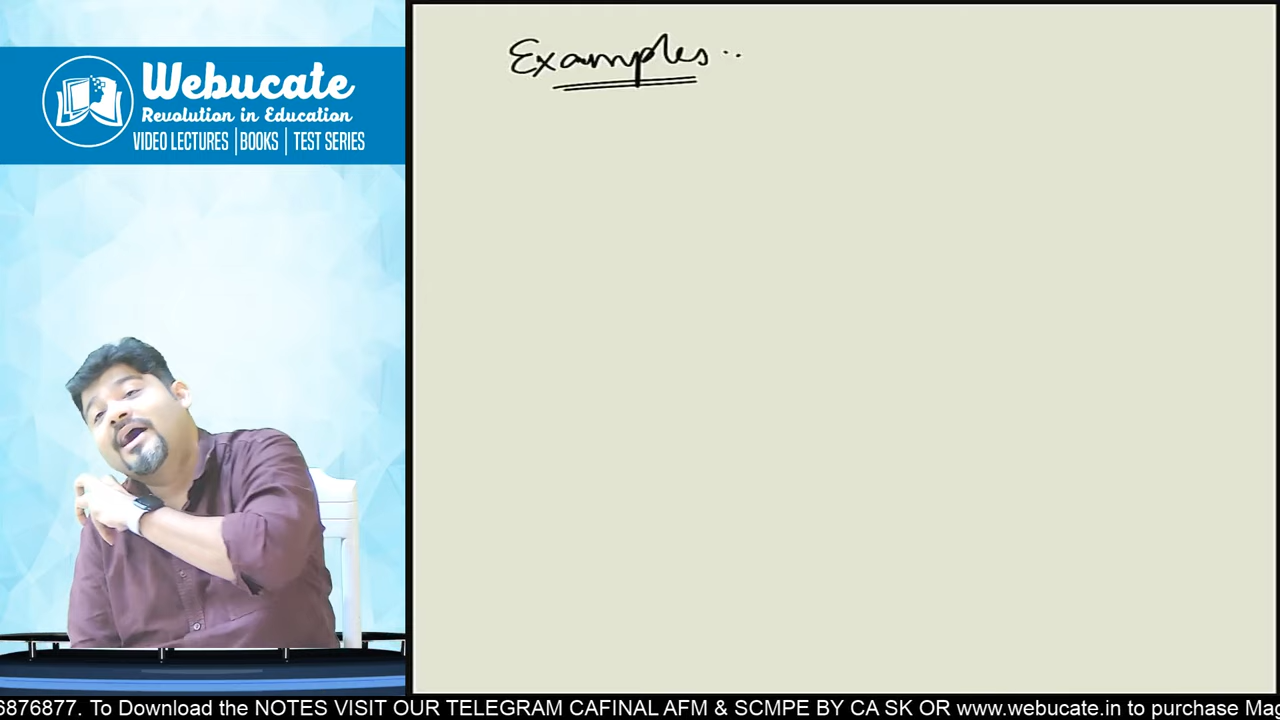 Webucate
Revolution in Education
VIDEO LECTURES | BOOKS | TEST SERIES
Examples ..
6876877. To Download the NOTES VISIT OUR TELEGRAM CAFINAL AFM & SCMPE BY CA SK OR www.webucate.in to purchase Mag